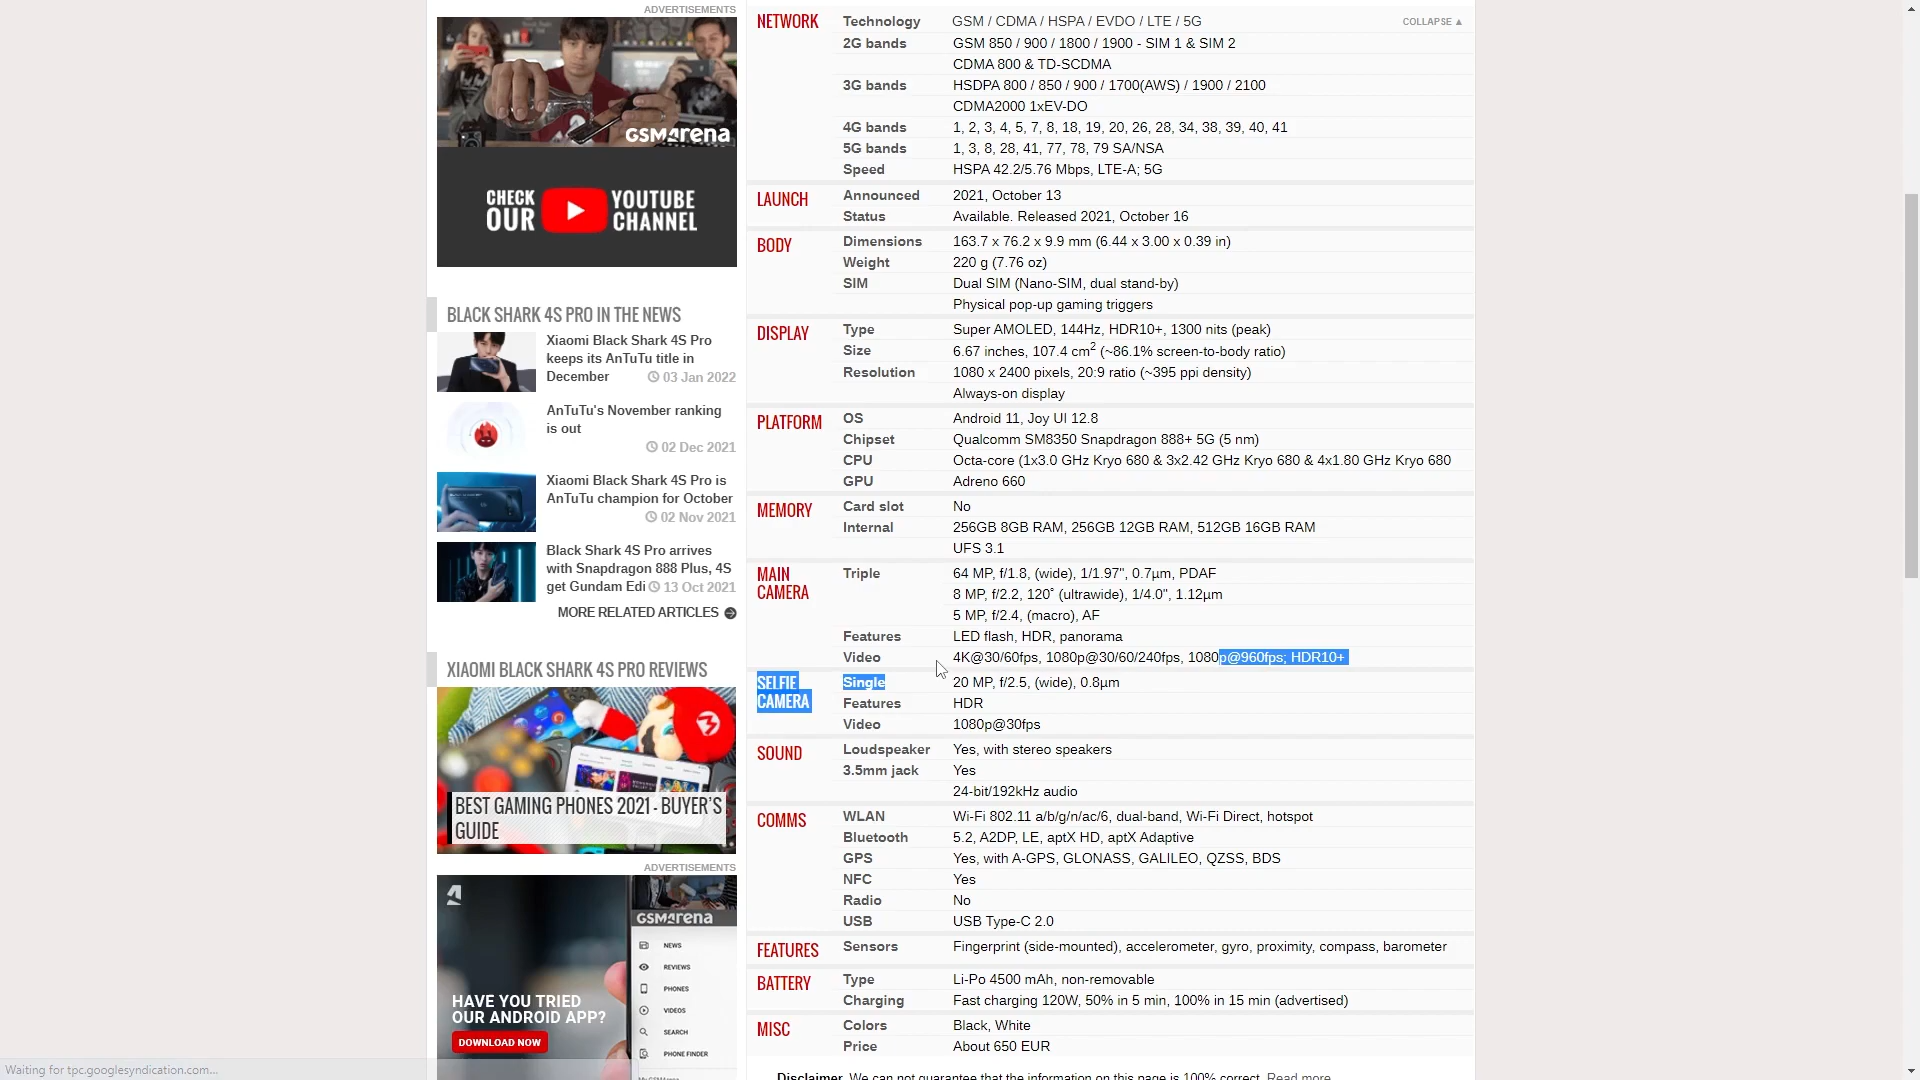 ADVERTISEMENTS
GSMArena
CHECK OUR YOUTUBE CHANNEL
BLACK SHARK 4S PRO IN THE NEWS
Xiaomi Black Shark 4S Pro
keeps its AnTuTu title in
December 03 Jan 2022
AnTuTu's November ranking
is out
02 Dec 2021
Xiaomi Black Shark 4S Pro is
AnTuTu champion for October
02 Nov 2021
Black Shark 4S Pro arrives
with Snapdragon 888 Plus, 4S
get Gundam Edi 13 Oct 2021
MORE RELATED ARTICLES
XIAOMI BLACK SHARK 4S PRO REVIEWS
BEST GAMING PHONES 2021 - BUYER'S
GUIDE
ADVERTISEMENTS
GSMArena
NEWS
REVIEWS
PHONES
VIDEOS
SEARCH
PHONE FINDER
HAVE YOU TRIED
OUR ANDROID APP?
DOWNLOAD NOW
Waiting for tpc.googlesyndication.com...
NETWORK Technology GSM / CDMA / HSPA / EVDO / LTE / 5G COLLAPSE ▲
2G bands GSM 850 / 900 / 1800 / 1900 - SIM 1 & SIM 2
CDMA 800 & TD-SCDMA
3G bands HSDPA 800 / 850 / 900 / 1700(AWS) / 1900 / 2100
CDMA2000 1xEV-DO
4G bands 1, 2, 3, 4, 5, 7, 8, 18, 19, 20, 26, 28, 34, 38, 39, 40, 41
5G bands 1, 3, 8, 28, 41, 77, 78, 79 SA/NSA
Speed HSPA 42.2/5.76 Mbps, LTE-A; 5G
LAUNCH Announced 2021, October 13
Status Available. Released 2021, October 16
BODY Dimensions 163.7 x 76.2 x 9.9 mm (6.44 x 3.00 x 0.39 in)
Weight 220 g (7.76 oz)
SIM Dual SIM (Nano-SIM, dual stand-by)
Physical pop-up gaming triggers
DISPLAY Type Super AMOLED, 144Hz, HDR10+, 1300 nits (peak)
Size 6.67 inches, 107.4 cm2 (~86.1% screen-to-body ratio)
Resolution 1080 x 2400 pixels, 20:9 ratio (~395 ppi density)
Always-on display
PLATFORM OS Android 11, Joy UI 12.8
Chipset Qualcomm SM8350 Snapdragon 888+ 5G (5 nm)
CPU Octa-core (1x3.0 GHz Kryo 680 & 3x2.42 GHz Kryo 680 & 4x1.80 GHz Kryo 680
GPU Adreno 660
MEMORY Card slot No
Internal 256GB 8GB RAM, 256GB 12GB RAM, 512GB 16GB RAM
UFS 3.1
MAIN CAMERA Triple 64 MP, f/1.8, (wide), 1/1.97", 0.7µm, PDAF
8 MP, f/2.2, 120˚ (ultrawide), 1/4.0", 1.12µm
5 MP, f/2.4, (macro), AF
Features LED flash, HDR, panorama
Video 4K@30/60fps, 1080p@30/60/240fps, 1080p@960fps; HDR10+
SELFIE CAMERA Single 20 MP, f/2.5, (wide), 0.8µm
Features HDR
Video 1080p@30fps
SOUND Loudspeaker Yes, with stereo speakers
3.5mm jack Yes
24-bit/192kHz audio
COMMS WLAN Wi-Fi 802.11 a/b/g/n/ac/6, dual-band, Wi-Fi Direct, hotspot
Bluetooth 5.2, A2DP, LE, aptX HD, aptX Adaptive
GPS Yes, with A-GPS, GLONASS, GALILEO, QZSS, BDS
NFC Yes
Radio No
USB USB Type-C 2.0
FEATURES Sensors Fingerprint (side-mounted), accelerometer, gyro, proximity, compass, barometer
BATTERY Type Li-Po 4500 mAh, non-removable
Charging Fast charging 120W, 50% in 5 min, 100% in 15 min (advertised)
MISC Colors Black, White
Price About 650 EUR
Disclaimer. We can not guarantee that the information on this page is 100% correct. Read more